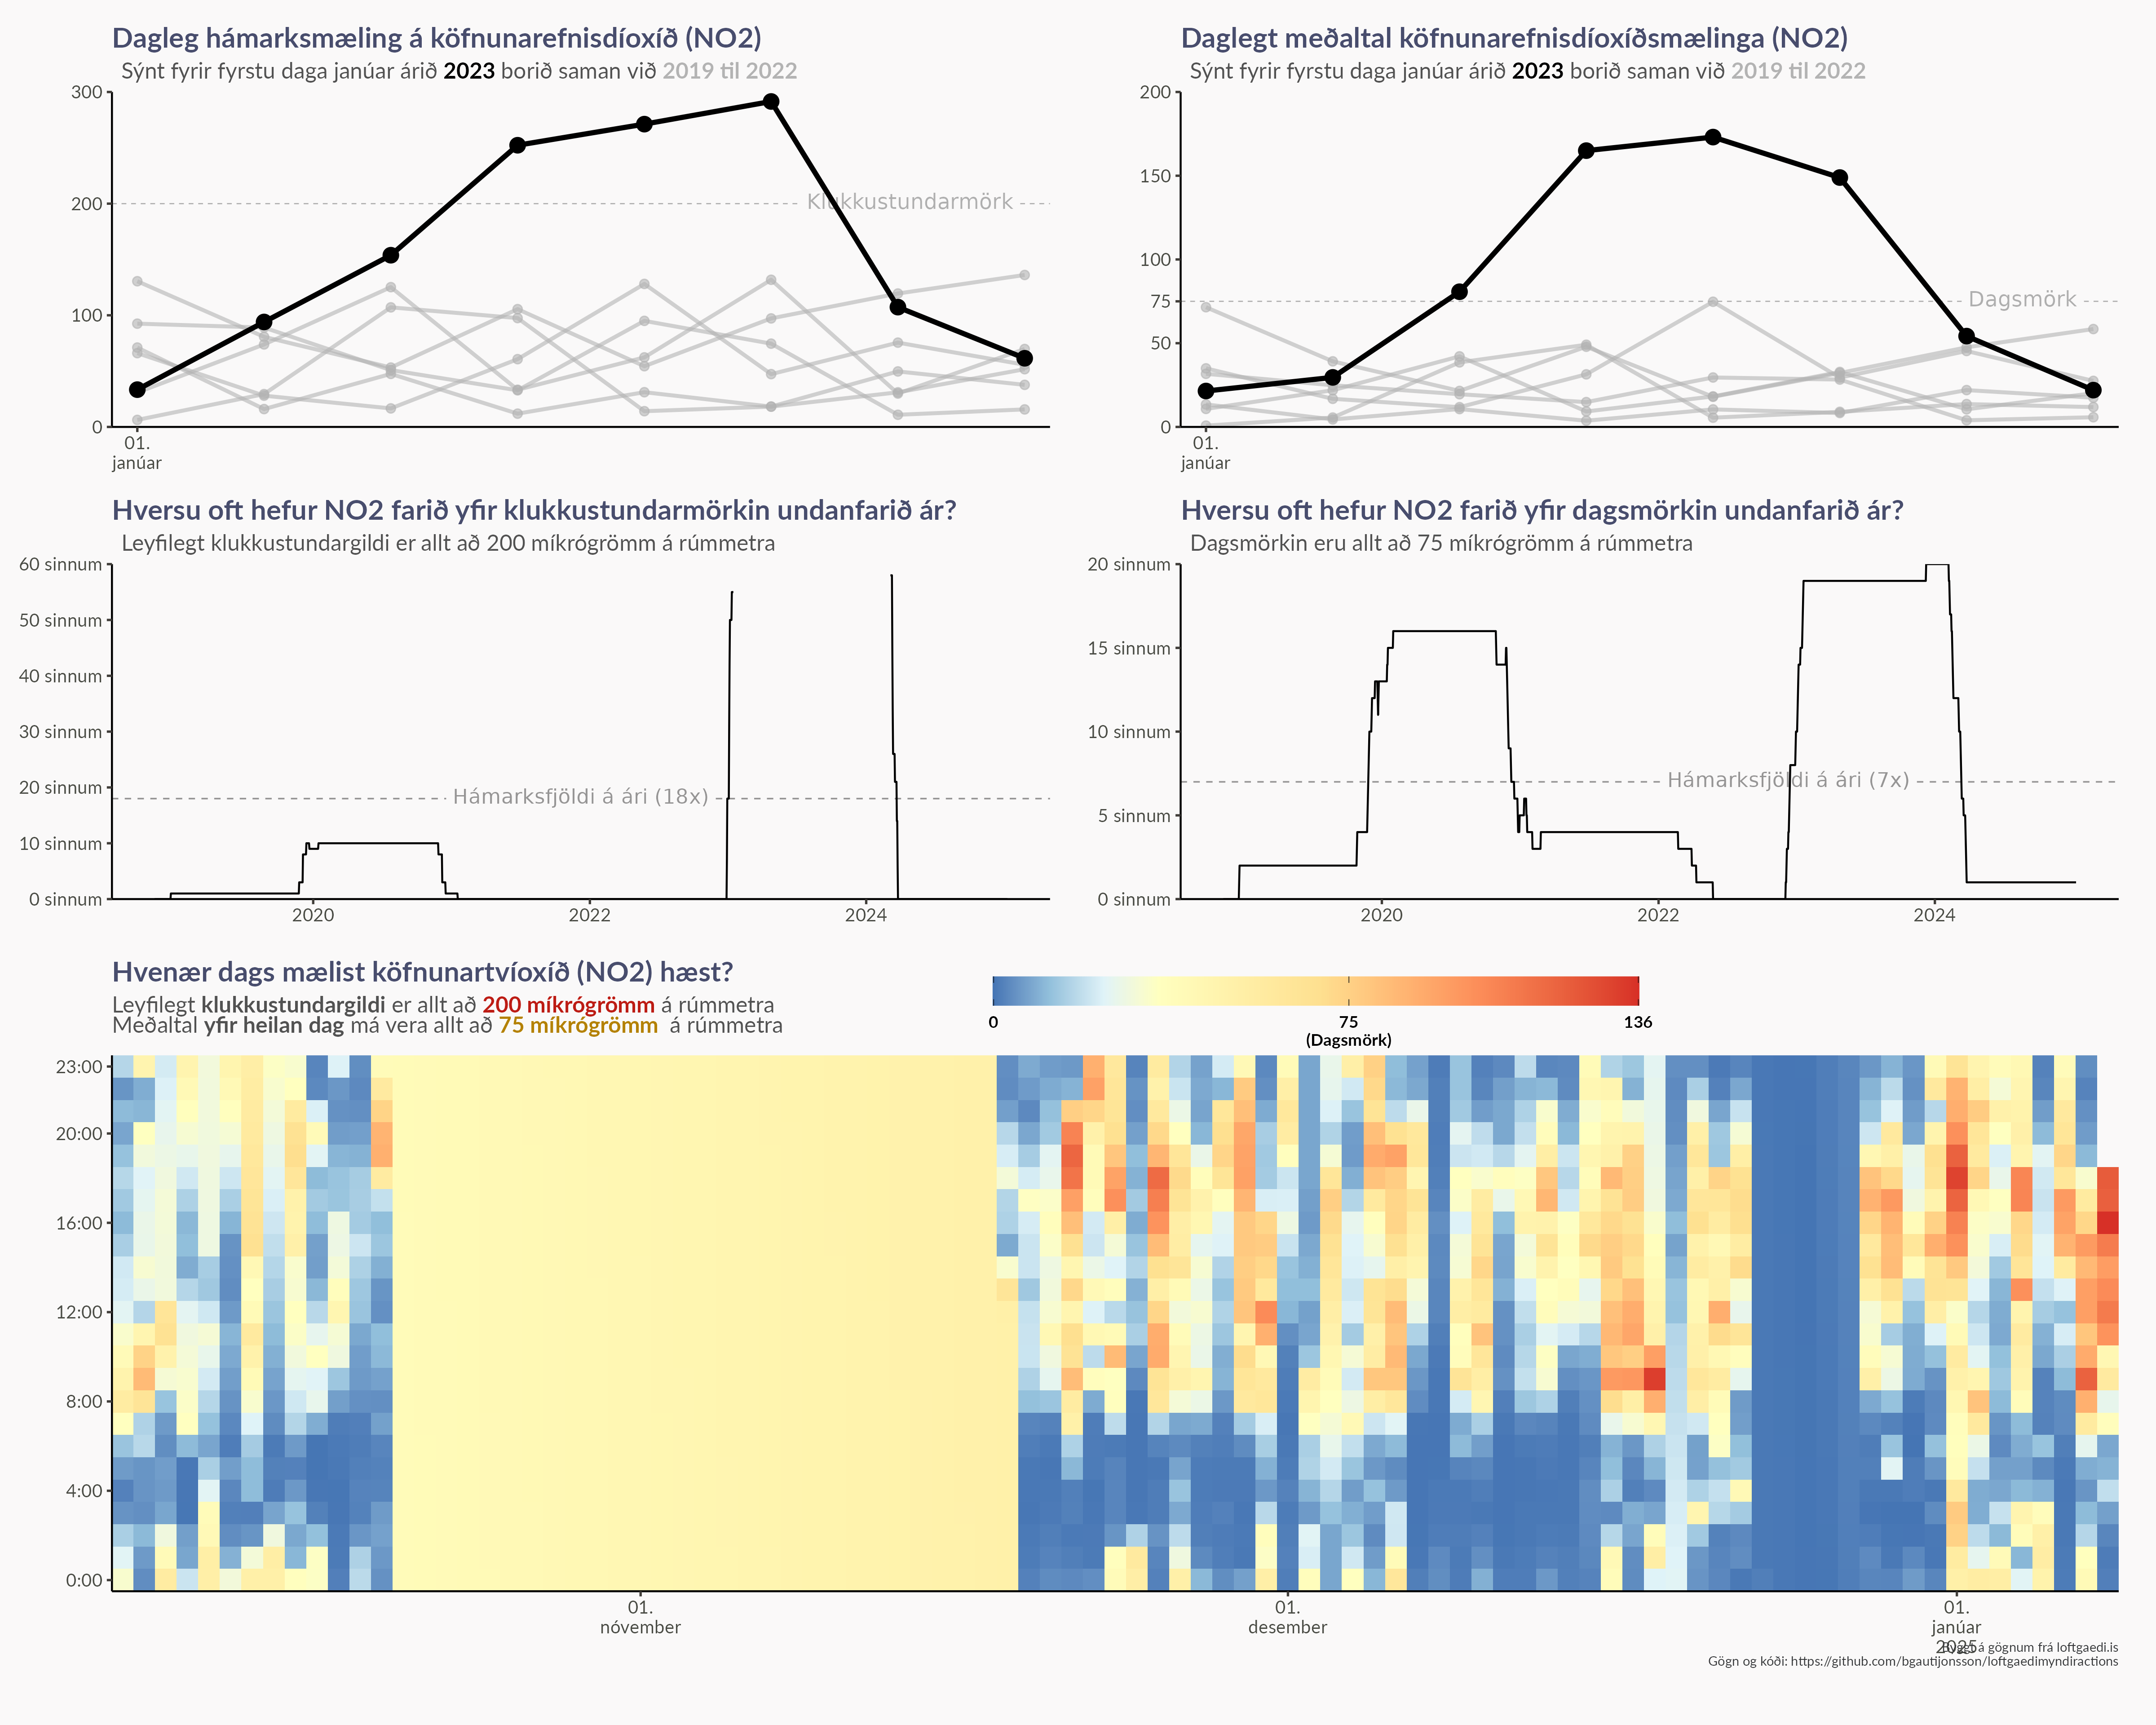 Dagleg hámarksmæling á köfnunarefnisdíoxíð (NO2)
Sýnt fyrir fyrstu daga janúar árið 2023 borið saman við 2019 til 2022
300
200
100
0
Klukkustundarmörk
01.
janúar
Daglegt meðaltal köfnunarefnisdíoxíðsmælinga (NO2)
Sýnt fyrir fyrstu daga janúar árið 2023 borið saman við 2019 til 2022
200
150
100
75
50
0
Dagsmörk
01.
janúar
Hversu oft hefur NO2 farið yfir klukkustundarmörkin undanfarið ár?
Leyfilegt klukkustundargildi er allt að 200 míkrógrömm á rúmmetra
60 sinnum
50 sinnum
40 sinnum
30 sinnum
20 sinnum
10 sinnum
0 sinnum
Hámarksfjöldi á ári (18x)
2020 2022 2024
Hversu oft hefur NO2 farið yfir dagsmörkin undanfarið ár?
Dagsmörkin eru allt að 75 míkrógrömm á rúmmetra
20 sinnum
15 sinnum
10 sinnum
5 sinnum
0 sinnum
Hámarksfjöldi á ári (7x)
2020 2022 2024
Hvenær dags mælist köfnunartvíoxíð (NO2) hæst?
Leyfilegt klukkustundargildi er allt að 200 míkrógrömm á rúmmetra
Meðaltal yfir heilan dag má vera allt að 75 míkrógrömm á rúmmetra
0 75 136
(Dagsmörk)
23:00
20:00
16:00
12:00
8:00
4:00
0:00
01.
nóvember
01.
desember
01.
janúar
2025
Byggt á gögnum frá loftgaedi.is
Gögn og kóði: https://github.com/bgautijonsson/loftgaedimyndiractions